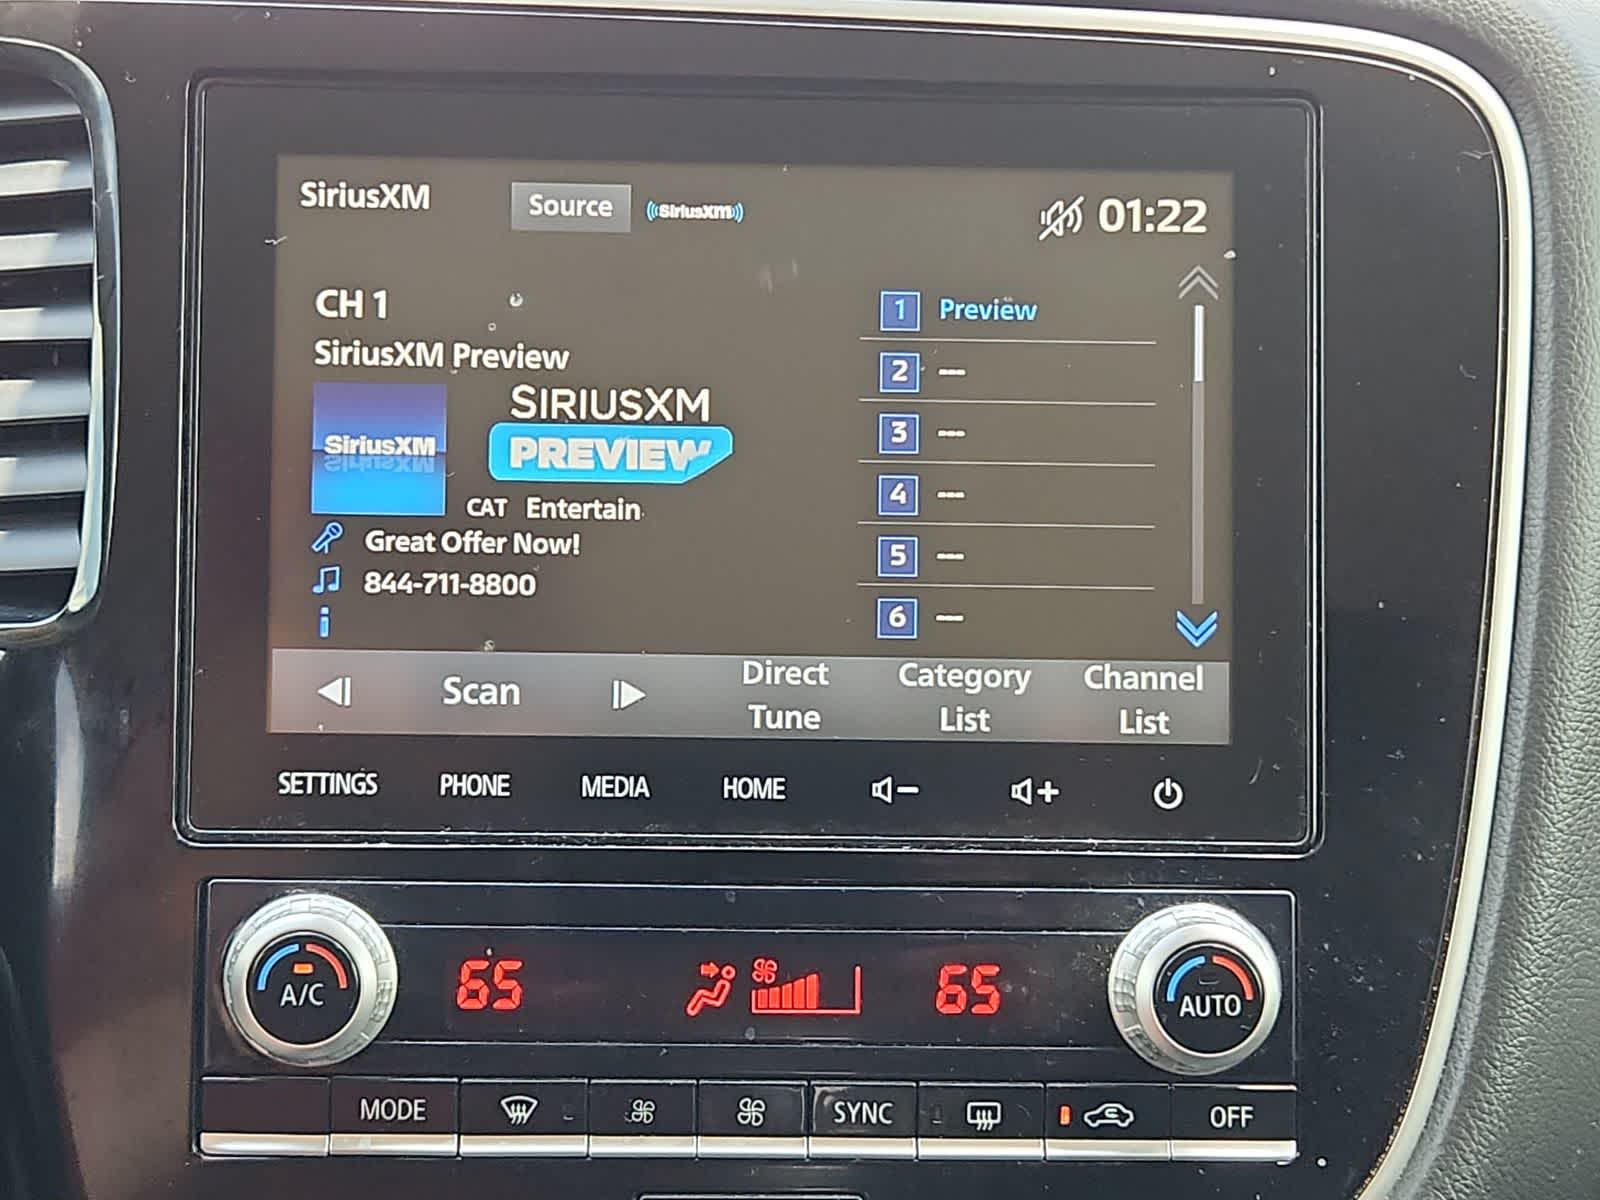 SiriusXM
Source
((SiriusXM))
01:22
CH 1
SiriusXM Preview
SiriusXM
SIRIUSXM
PREVIEW
CAT Entertain
Great Offer Now!
844-711-8800
1 Preview
2 ---
3 ---
4 ---
5 ---
6 ---
Scan
Direct
Tune
Category
List
Channel
List
SETTINGS PHONE MEDIA HOME - +
A/C
65
65
AUTO
MODE
SYNC
OFF